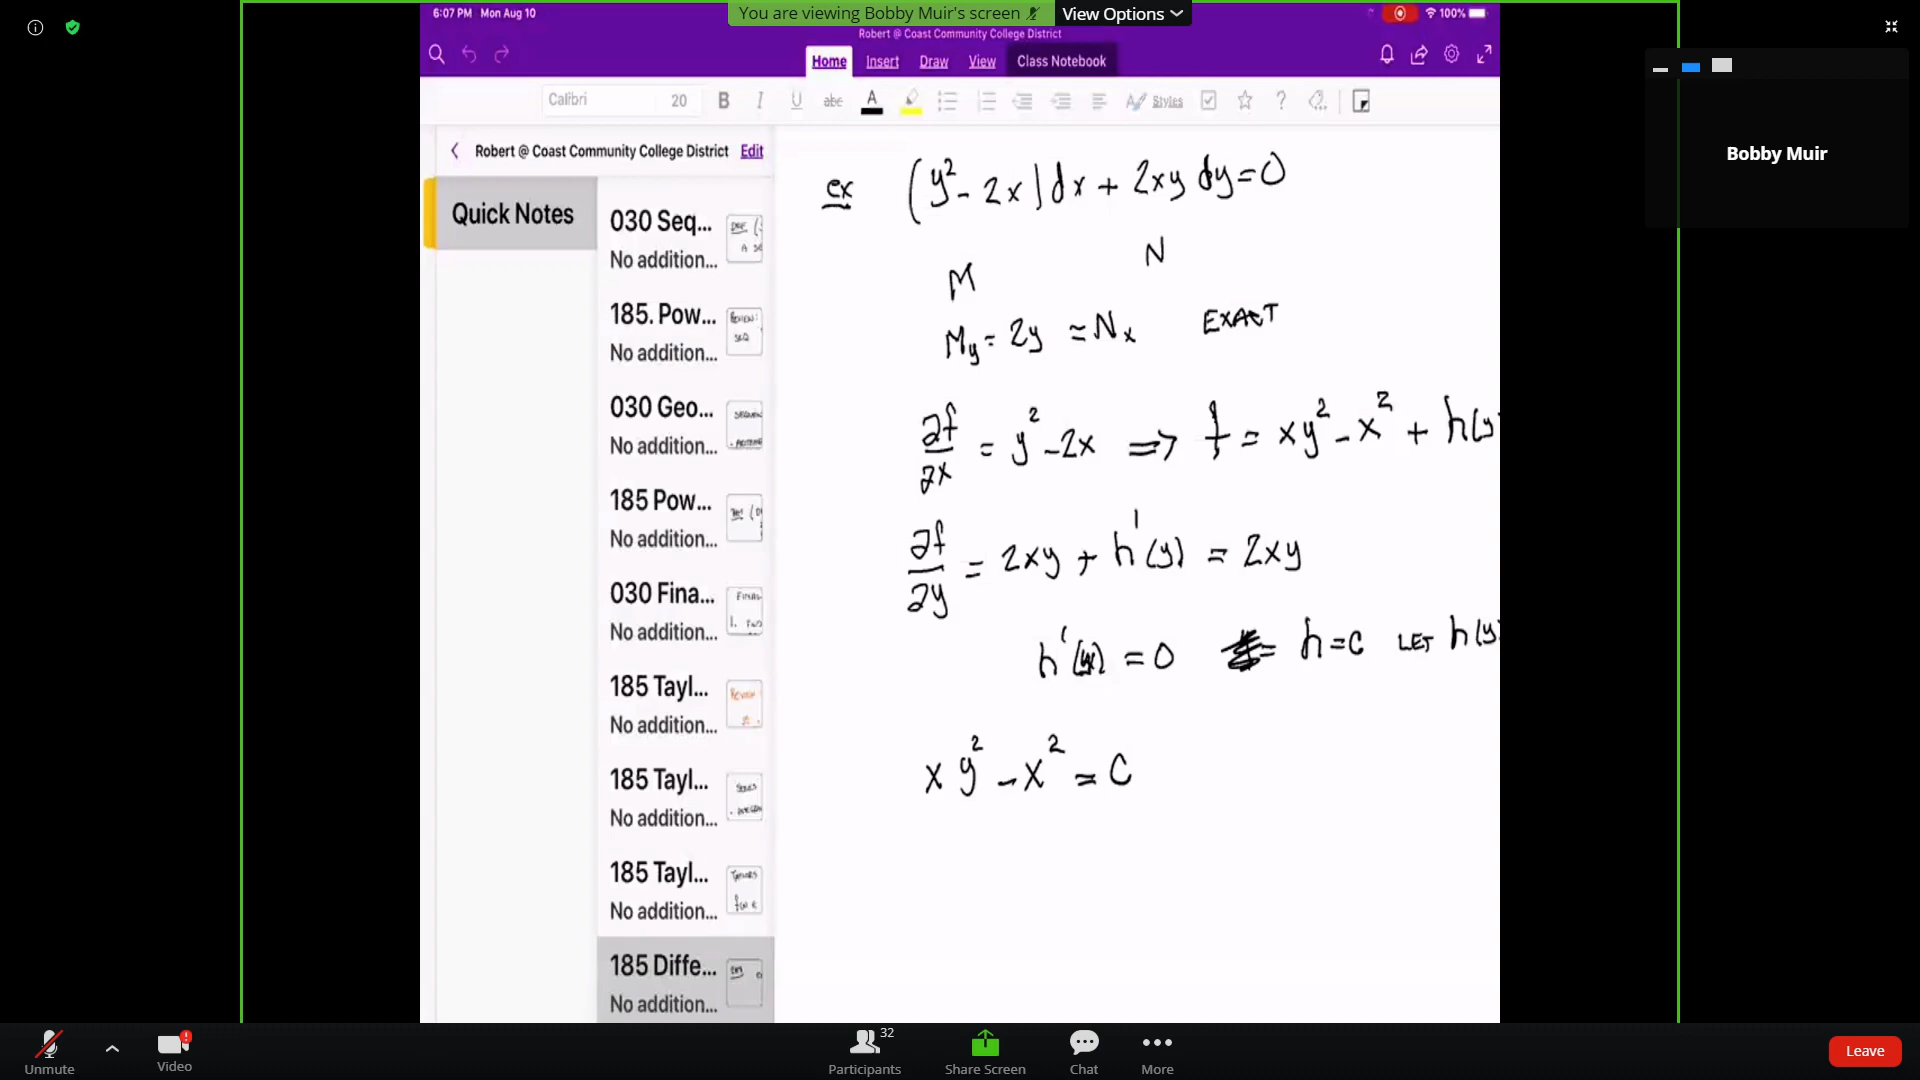 You are viewing Bobby Muir's screen View Options
6:07 PM Mon Aug 10
100%
Robert @ Coast Community College District
Home Insert Draw View Class Notebook
Calibri 20 B I U abc A Styles
Robert @ Coast Community College District Edit
Quick Notes
030 Seq...
No addition...
185. Pow...
No addition...
030 Geo...
No addition...
185 Pow...
No addition...
030 Fina...
No addition...
185 Tayl...
No addition...
185 Tayl...
No addition...
185 Tayl...
No addition...
185 Diffe...
No addition...
ex (y² - 2x) dx + 2xy dy = 0
M N
My = 2y = Nx EXACT
∂f/∂x = y² - 2x ⇒ f = xy² - x² + h(y
∂f/∂y = 2xy + h'(y) = 2xy
h'(y) = 0 h = c LET h(y
xy² - x² = C
Bobby Muir
Unmute
Video
32
Participants
Share Screen
Chat
More
Leave